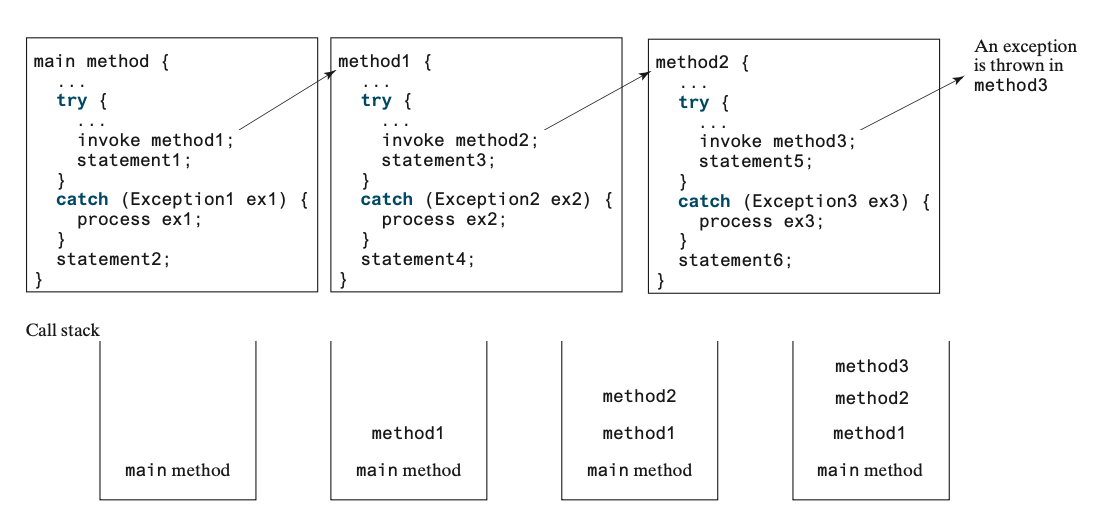 main method {
  ...
  try {
    ...
    invoke method1;
    statement1;
  }
  catch (Exception1 ex1) {
    process ex1;
  }
  statement2;
}
method1 {
  ...
  try {
    ...
    invoke method2;
    statement3;
  }
  catch (Exception2 ex2) {
    process ex2;
  }
  statement4;
}
method2 {
  ...
  try {
    ...
    invoke method3;
    statement5;
  }
  catch (Exception3 ex3) {
    process ex3;
  }
  statement6;
}
An exception
is thrown in
method3
Call stack
main method
method1
main method
method2
method1
main method
method3
method2
method1
main method